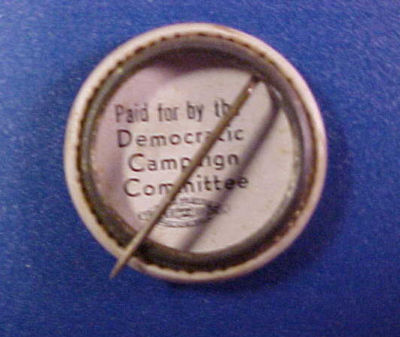 Paid for by the
Democratic
Campaign
Committee